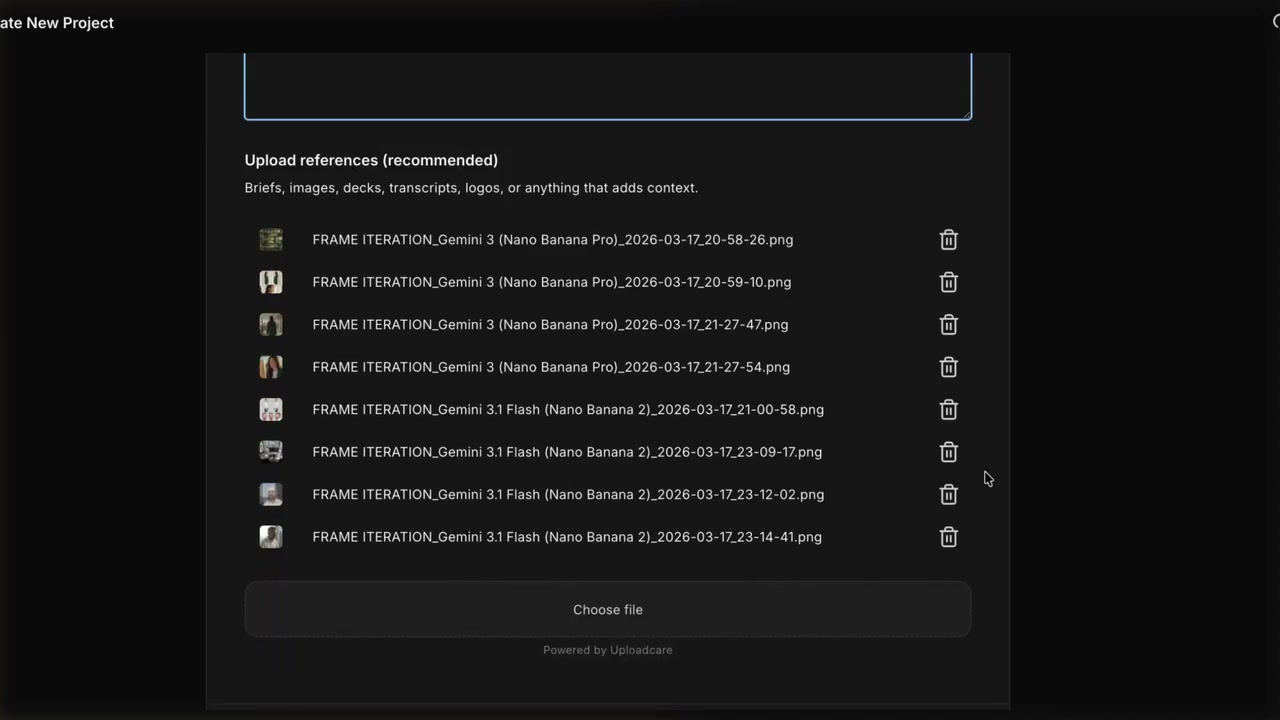 ate New Project
Upload references (recommended)
Briefs, images, decks, transcripts, logos, or anything that adds context.
FRAME ITERATION_Gemini 3 (Nano Banana Pro)_2026-03-17_20-58-26.png
FRAME ITERATION_Gemini 3 (Nano Banana Pro)_2026-03-17_20-59-10.png
FRAME ITERATION_Gemini 3 (Nano Banana Pro)_2026-03-17_21-27-47.png
FRAME ITERATION_Gemini 3 (Nano Banana Pro)_2026-03-17_21-27-54.png
FRAME ITERATION_Gemini 3.1 Flash (Nano Banana 2)_2026-03-17_21-00-58.png
FRAME ITERATION_Gemini 3.1 Flash (Nano Banana 2)_2026-03-17_23-09-17.png
FRAME ITERATION_Gemini 3.1 Flash (Nano Banana 2)_2026-03-17_23-12-02.png
FRAME ITERATION_Gemini 3.1 Flash (Nano Banana 2)_2026-03-17_23-14-41.png
Choose file
Powered by Uploadcare